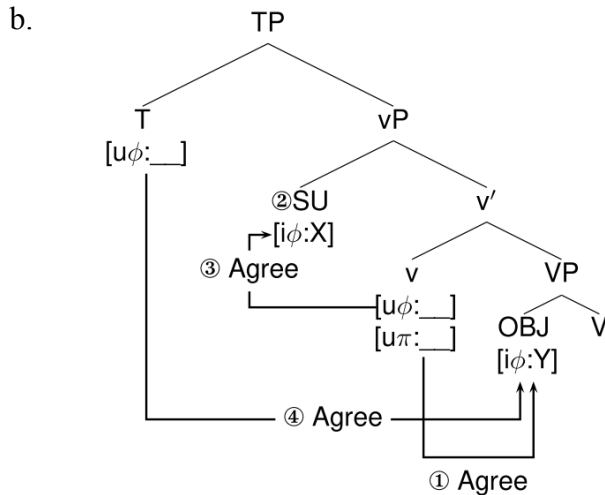 b.
TP
T vP
[uϕ:__]
②SU v′
[iϕ:X]
③ Agree v VP
[uϕ:__]
[uπ:__] OBJ V
[iϕ:Y]
④ Agree
① Agree